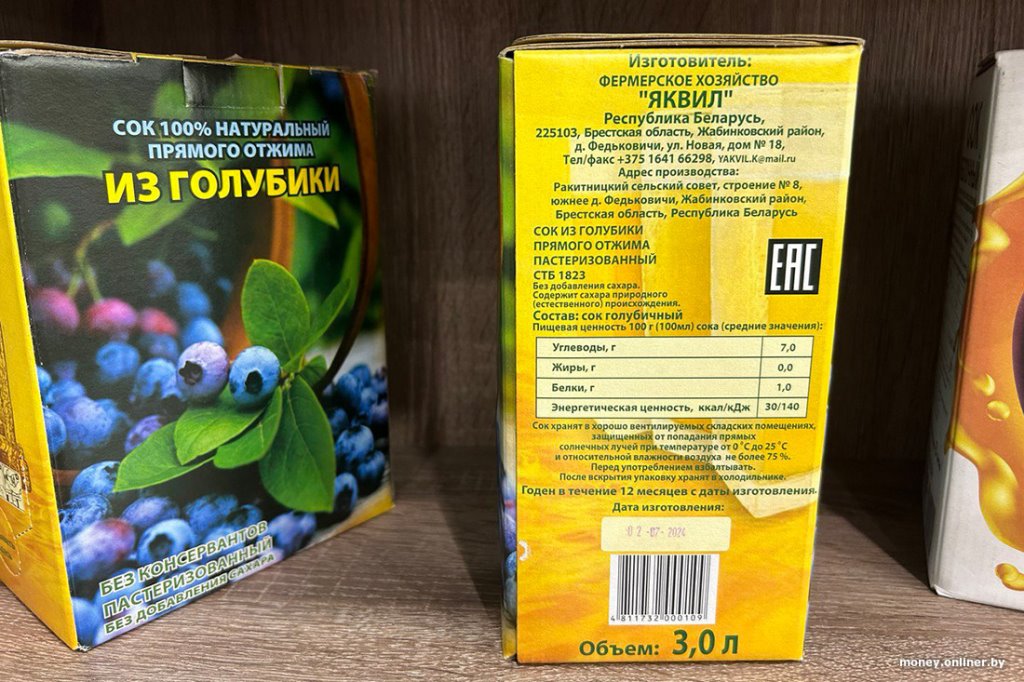 СОК 100% НАТУРАЛЬНЫЙ
ПРЯМОГО ОТЖИМА
ИЗ ГОЛУБИКИ
БЕЗ КОНСЕРВАНТОВ
ПАСТЕРИЗОВАННЫЙ
БЕЗ ДОБАВЛЕНИЯ САХАРА
Изготовитель:
ФЕРМЕРСКОЕ ХОЗЯЙСТВО
"ЯКВИЛ"
Республика Беларусь,
225103, Брестская область, Жабинковский район,
д. Федьковичи, ул. Новая, дом № 18,
Тел/факс +375 1641 66298, YAKVIL.K@mail.ru
Адрес производства:
Ракитницкий сельский совет, строение № 8,
южнее д. Федьковичи, Жабинковский район,
Брестская область, Республика Беларусь
СОК ИЗ ГОЛУБИКИ
ПРЯМОГО ОТЖИМА
ПАСТЕРИЗОВАННЫЙ
СТБ 1823
EAC
Без добавления сахара.
Содержит сахара природного
(естественного) происхождения.
Состав: сок голубичный
Пищевая ценность 100 г (100мл) сока (средние значения):
Углеводы, г 7,0
Жиры, г 0,0
Белки, г 1,0
Энергетическая ценность, ккал/кДж 30/140
Сок хранят в хорошо вентилируемых складских помещениях,
защищенных от попадания прямых
солнечных лучей при температуре от 0˚С до 25˚С
и относительной влажности воздуха не более 75 %.
Перед употреблением взбалтывать.
После вскрытия упаковку хранят в холодильнике.
Годен в течение 12 месяцев с даты изготовления.
Дата изготовления:
02-07-2024
4 811732 000109
Объем: 3,0 л
money.onliner.by